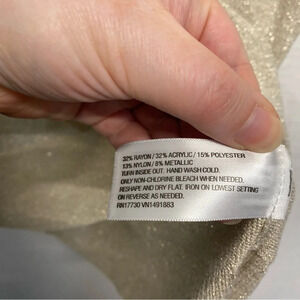 32% RAYON / 32% ACRYLIC / 15% POLYESTER
13% NYLON / 8% METALLIC
TURN INSIDE OUT. HAND WASH COLD.
ONLY NON-CHLORINE BLEACH WHEN NEEDED.
RESHAPE AND DRY FLAT. IRON ON LOWEST SETTING
ON REVERSE AS NEEDED.
RN17730 VN1491883